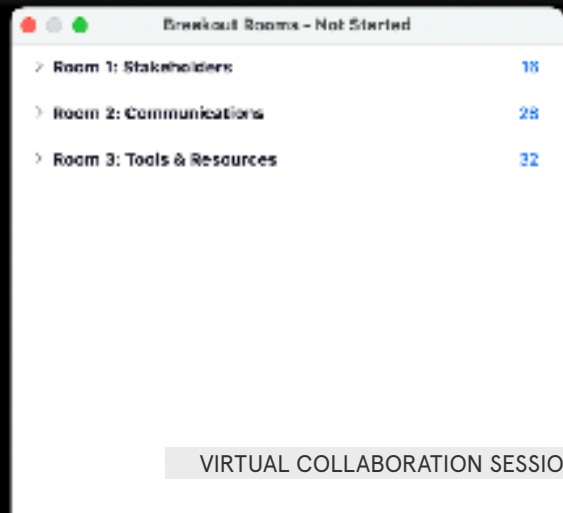 Breakout Rooms - Not Started
Room 1: Stakeholders
Room 2: Communications 28
Room 3: Tools & Resources 32
VIRTUAL COLLABORATION SESSIO